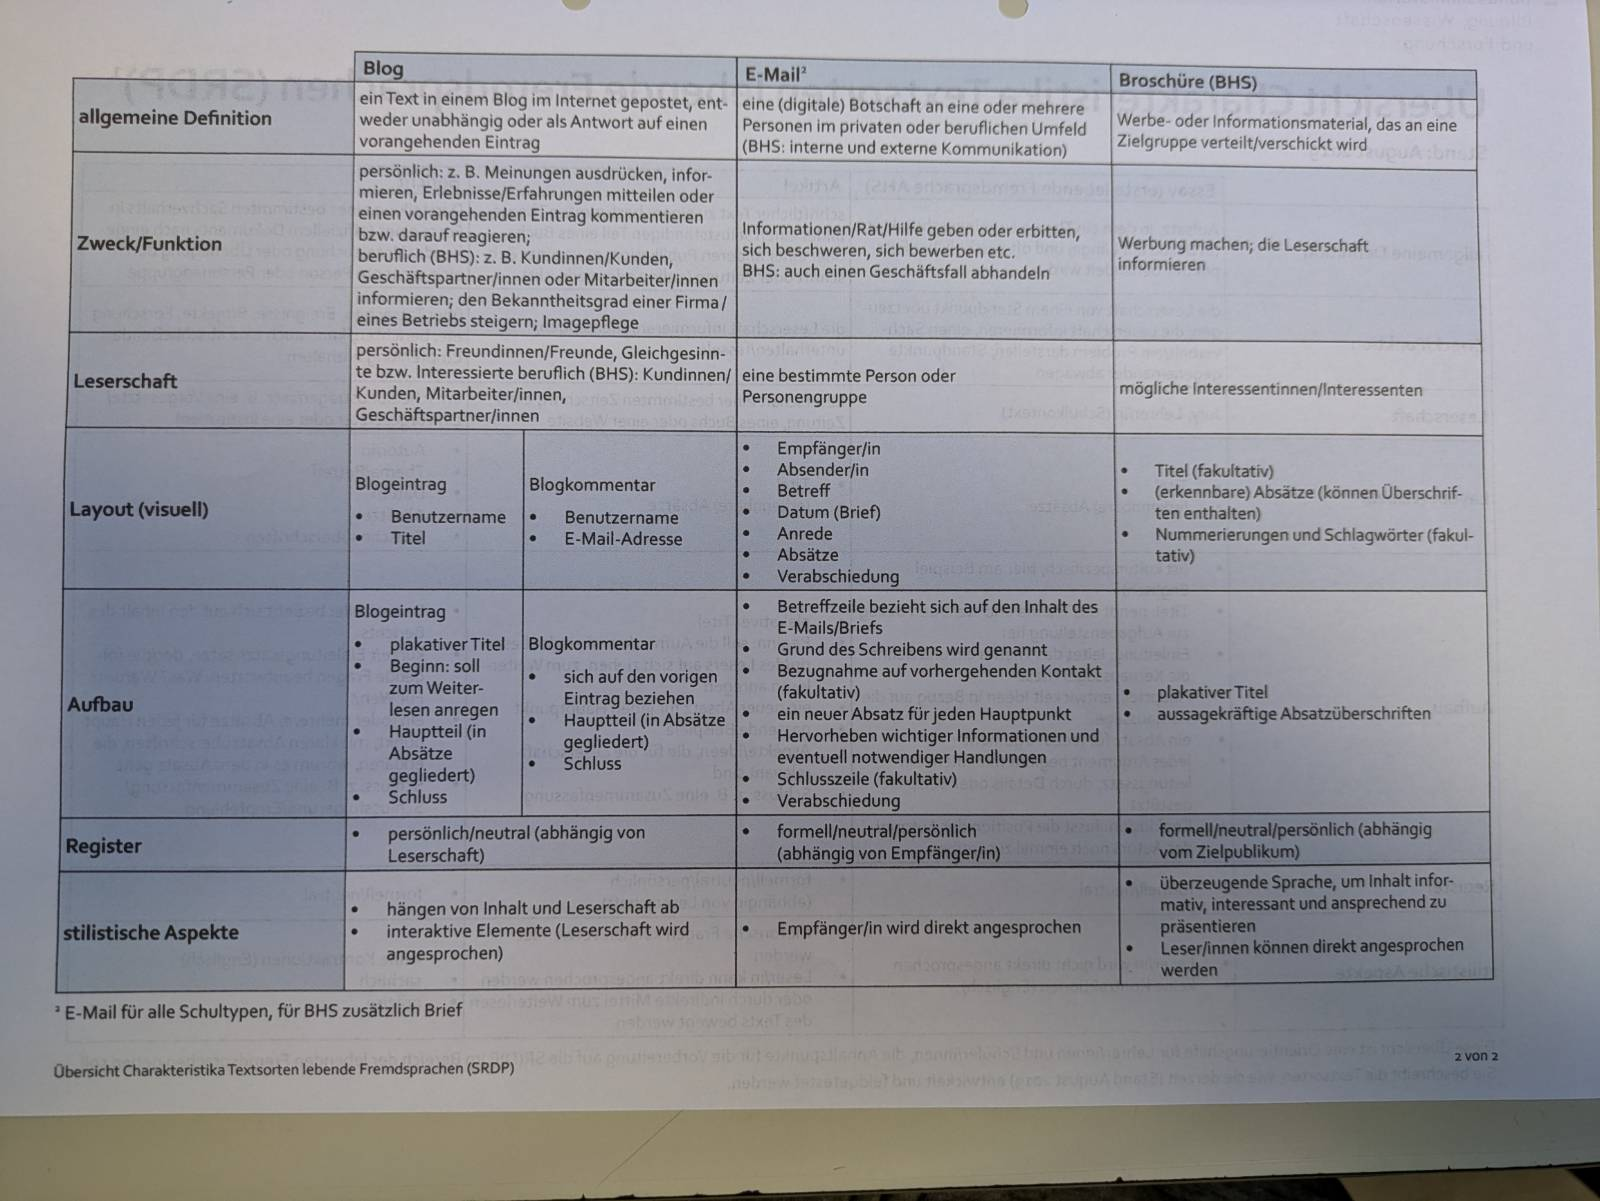 Blog
E-Mail²
Broschüre (BHS)
allgemeine Definition
ein Text in einem Blog im Internet gepostet, ent-
weder unabhängig oder als Antwort auf einen
vorangehenden Eintrag
eine (digitale) Botschaft an eine oder mehrere
Personen im privaten oder beruflichen Umfeld
(BHS: interne und externe Kommunikation)
Werbe- oder Informationsmaterial, das an eine
Zielgruppe verteilt/verschickt wird
Zweck/Funktion
persönlich: z. B. Meinungen ausdrücken, infor-
mieren, Erlebnisse/Erfahrungen mitteilen oder
einen vorangehenden Eintrag kommentieren
bzw. darauf reagieren;
beruflich (BHS): z. B. Kundinnen/Kunden,
Geschäftspartner/innen oder Mitarbeiter/innen
informieren; den Bekanntheitsgrad einer Firma/
eines Betriebs steigern; Imagepflege
Informationen/Rat/Hilfe geben oder erbitten,
sich beschweren, sich bewerben etc.
BHS: auch einen Geschäftsfall abhandeln
Werbung machen; die Leserschaft
informieren
Leserschaft
persönlich: Freundinnen/Freunde, Gleichgesinn-
te bzw. Interessierte beruflich (BHS): Kundinnen/
Kunden, Mitarbeiter/innen,
Geschäftspartner/innen
eine bestimmte Person oder
Personengruppe
mögliche Interessentinnen/Interessenten
Layout (visuell)
Blogeintrag
• Benutzername
• Titel
Blogkommentar
• Benutzername
• E-Mail-Adresse
• Empfänger/in
• Absender/in
• Betreff
• Datum (Brief)
• Anrede
• Absätze
• Verabschiedung
• Titel (fakultativ)
• (erkennbare) Absätze (können Überschrif-
ten enthalten)
• Nummerierungen und Schlagwörter (fakul-
tativ)
Aufbau
Blogeintrag
• plakativer Titel
• Beginn: soll
zum Weiter-
lesen anregen
• Hauptteil (in
Absätze
gegliedert)
• Schluss
Blogkommentar
• sich auf den vorigen
Eintrag beziehen
• Hauptteil (in Absätze
gegliedert)
• Schluss
• Betreffzeile bezieht sich auf den Inhalt des
E-Mails/Briefs
• Grund des Schreibens wird genannt
• Bezugnahme auf vorhergehenden Kontakt
(fakultativ)
• ein neuer Absatz für jeden Hauptpunkt
• Hervorheben wichtiger Informationen und
eventuell notwendiger Handlungen
• Schlusszeile (fakultativ)
• Verabschiedung
• plakativer Titel
• aussagekräftige Absatzüberschriften
Register
• persönlich/neutral (abhängig von
Leserschaft)
• formell/neutral/persönlich
(abhängig von Empfänger/in)
• formell/neutral/persönlich (abhängig
vom Zielpublikum)
stilistische Aspekte
• hängen von Inhalt und Leserschaft ab
• interaktive Elemente (Leserschaft wird
angesprochen)
• Empfänger/in wird direkt angesprochen
• überzeugende Sprache, um Inhalt infor-
mativ, interessant und ansprechend zu
präsentieren
• Leser/innen können direkt angesprochen
werden
² E-Mail für alle Schultypen, für BHS zusätzlich Brief
Übersicht Charakteristika Textsorten lebende Fremdsprachen (SRDP)
2 von 2